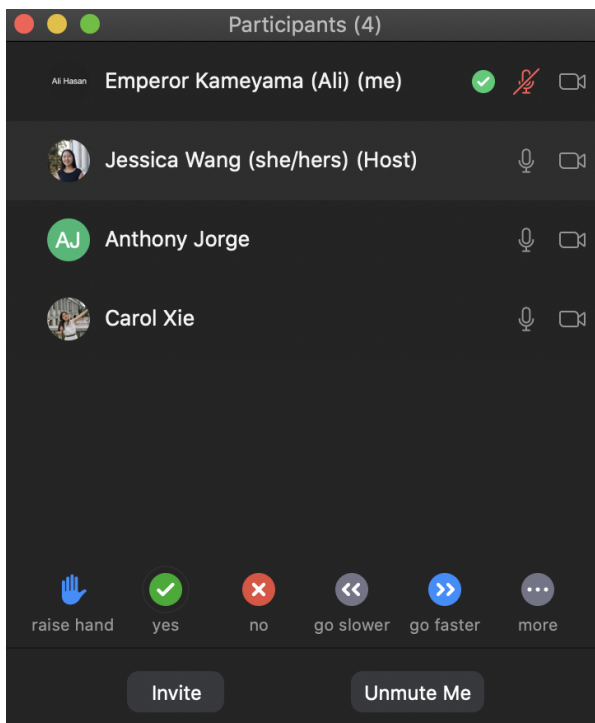 Participants (4)
Ali Hasan Emperor Kameyama (Ali) (me)
Jessica Wang (she/hers) (Host)
AJ Anthony Jorge
Carol Xie
raise hand yes no go slower go faster more
Invite Unmute Me